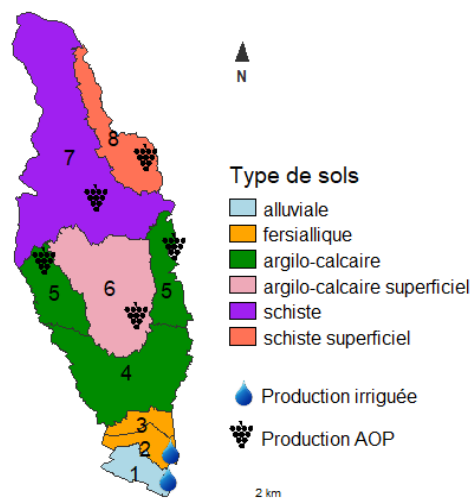 N
8
7
Type de sols
alluviale
fersiallique
argilo-calcaire
argilo-calcaire superficiel
schiste
schiste superficiel
5
6
5
4
Production irriguée
Production AOP
3
2
1
2 km